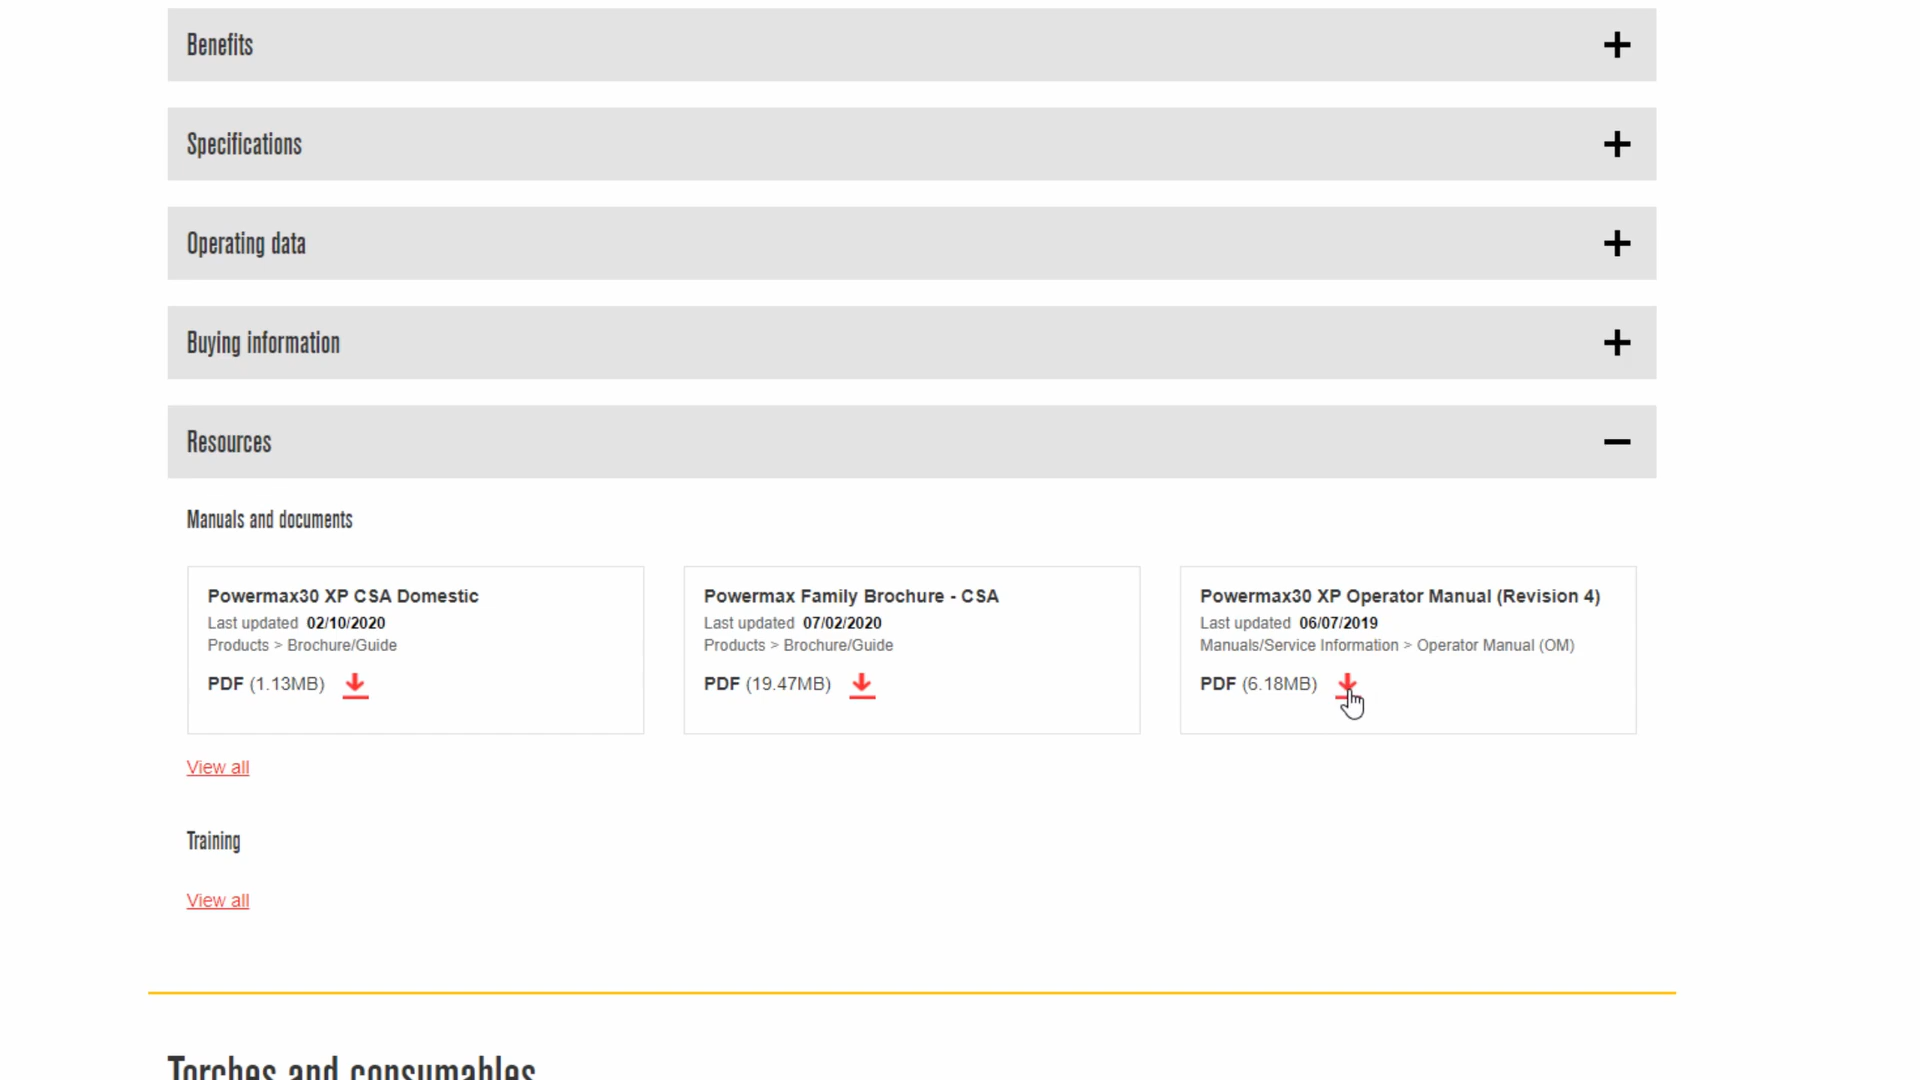 Benefits
Specifications
Operating data
Buying information
Resources
Manuals and documents
Powermax30 XP CSA Domestic
Last updated 02/10/2020
Products > Brochure/Guide
PDF (1.13MB)
Powermax Family Brochure - CSA
Last updated 07/02/2020
Products > Brochure/Guide
PDF (19.47MB)
Powermax30 XP Operator Manual (Revision 4)
Last updated 06/07/2019
Manuals/Service Information > Operator Manual (OM)
PDF (6.18MB)
View all
Training
View all
Torches and consumables